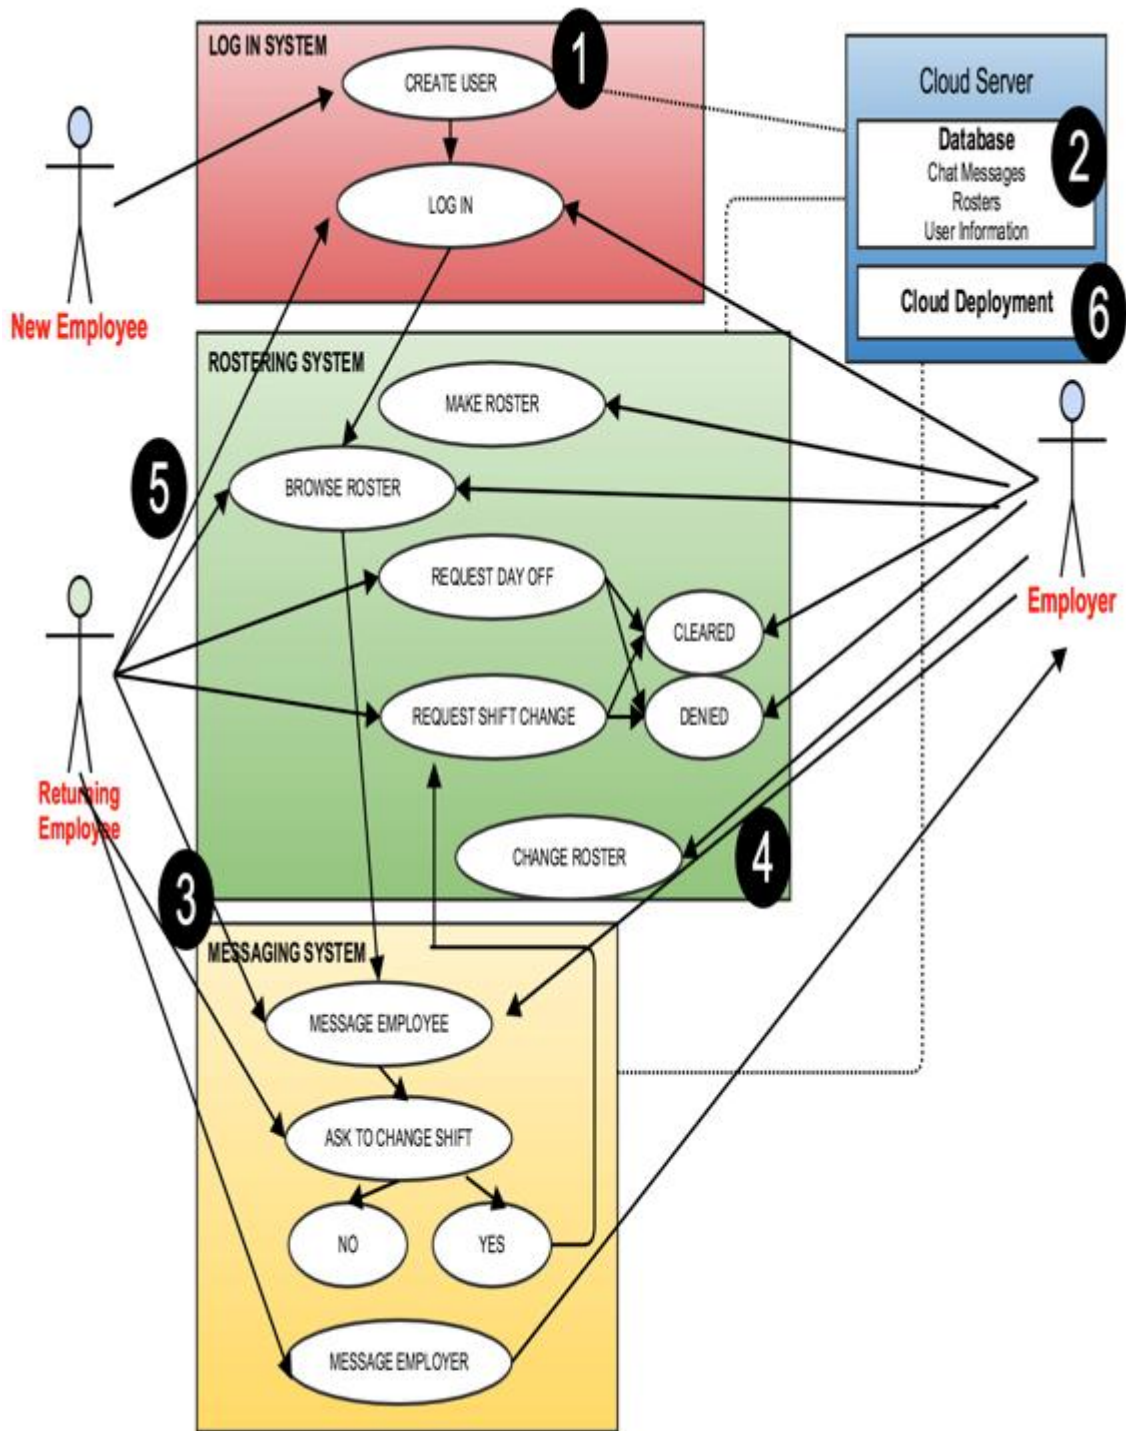 LOG IN SYSTEM
1
CREATE USER
LOG IN
Cloud Server
Database
2
Chat Messages
Rosters
User Information
Cloud Deployment
6
New Employee
ROSTERING SYSTEM
MAKE ROSTER
5
BROWSE ROSTER
REQUEST DAY OFF
CLEARED
Employer
REQUEST SHIFT CHANGE
DENIED
Returning
Employee
CHANGE ROSTER
4
3
MESSAGING SYSTEM
MESSAGE EMPLOYEE
ASK TO CHANGE SHIFT
NO
YES
MESSAGE EMPLOYER